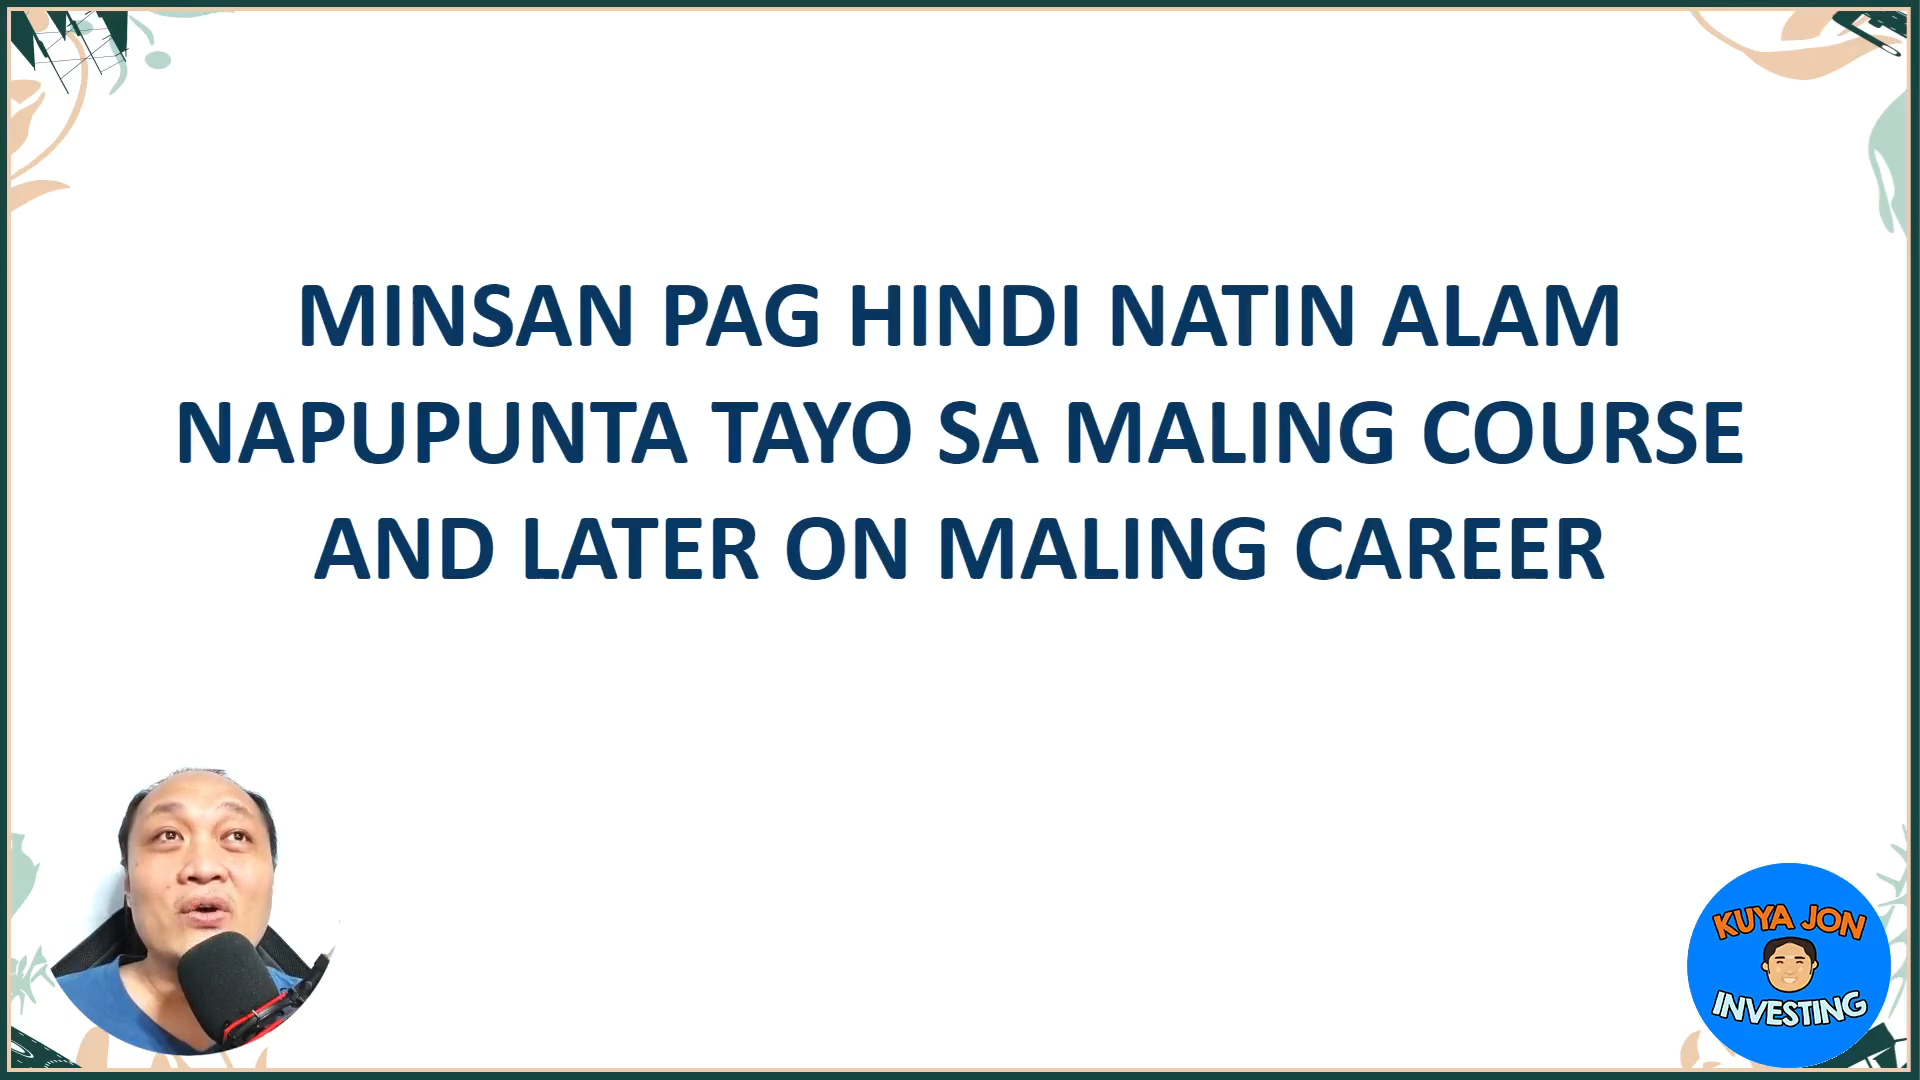 MINSAN PAG HINDI NATIN ALAM
NAPUPUNTA TAYO SA MALING COURSE
AND LATER ON MALING CAREER
KUYA JON
INVESTING